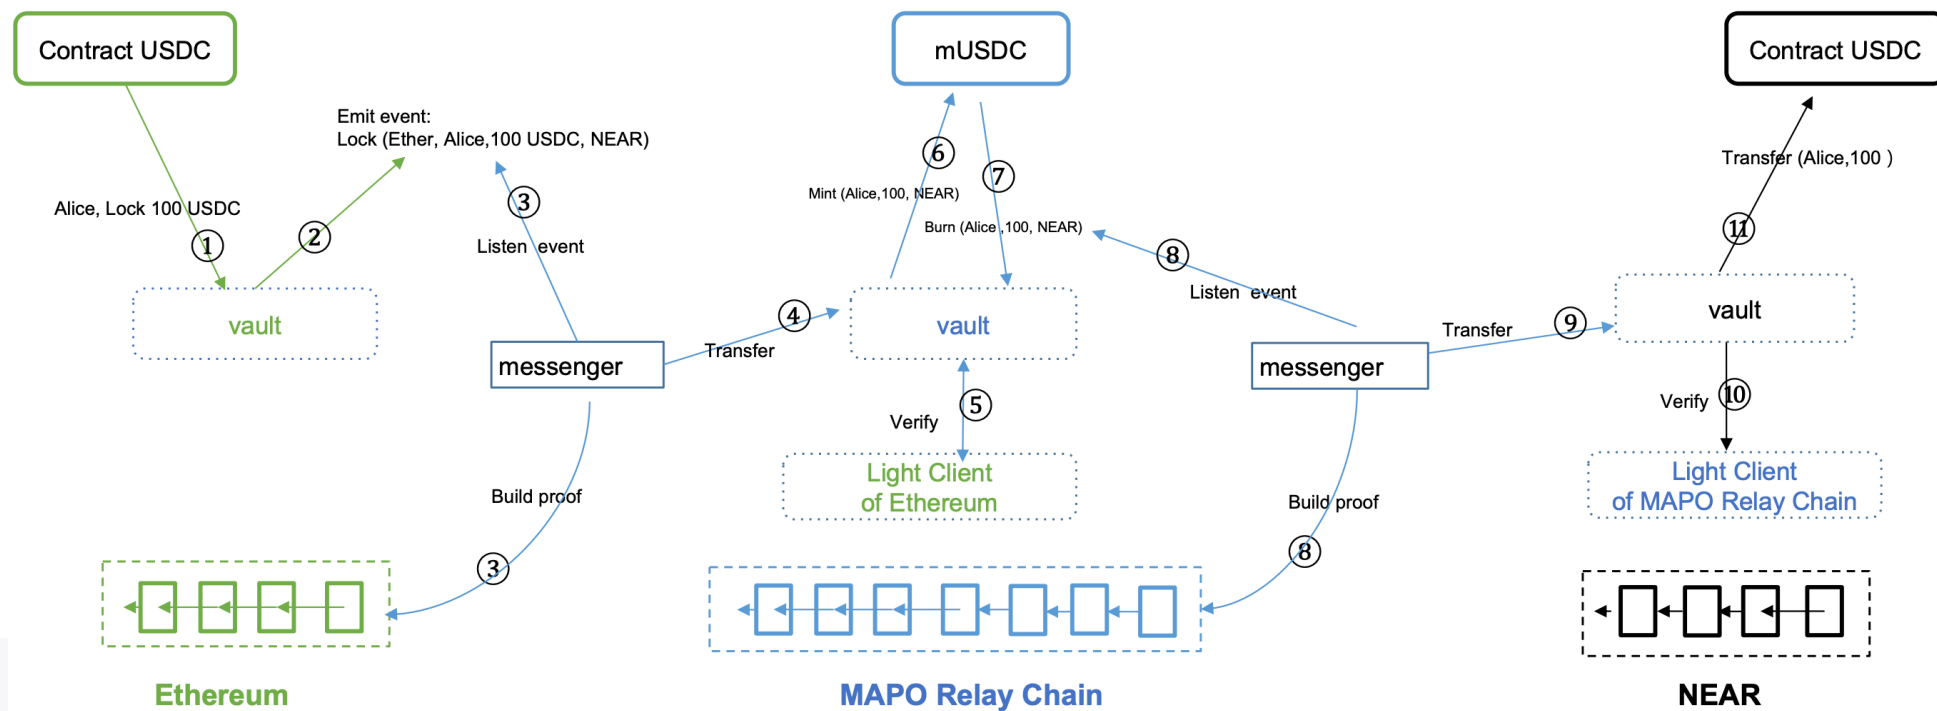 Contract USDC
mUSDC
Contract USDC
Emit event:
Lock (Ether, Alice,100 USDC, NEAR)
⑥
Transfer (Alice,100 )
⑦
③
Mint (Alice,100, NEAR)
Alice, Lock 100 USDC
Burn (Alice ,100, NEAR)
⑪
②
①
Listen event
⑧
Listen event
vault
vault
vault
④
Transfer
Transfer
⑨
messenger
messenger
⑤
Verify
Verify
⑩
Light Client
of Ethereum
Light Client
of MAPO Relay Chain
Build proof
Build proof
③
⑧
Ethereum
MAPO Relay Chain
NEAR